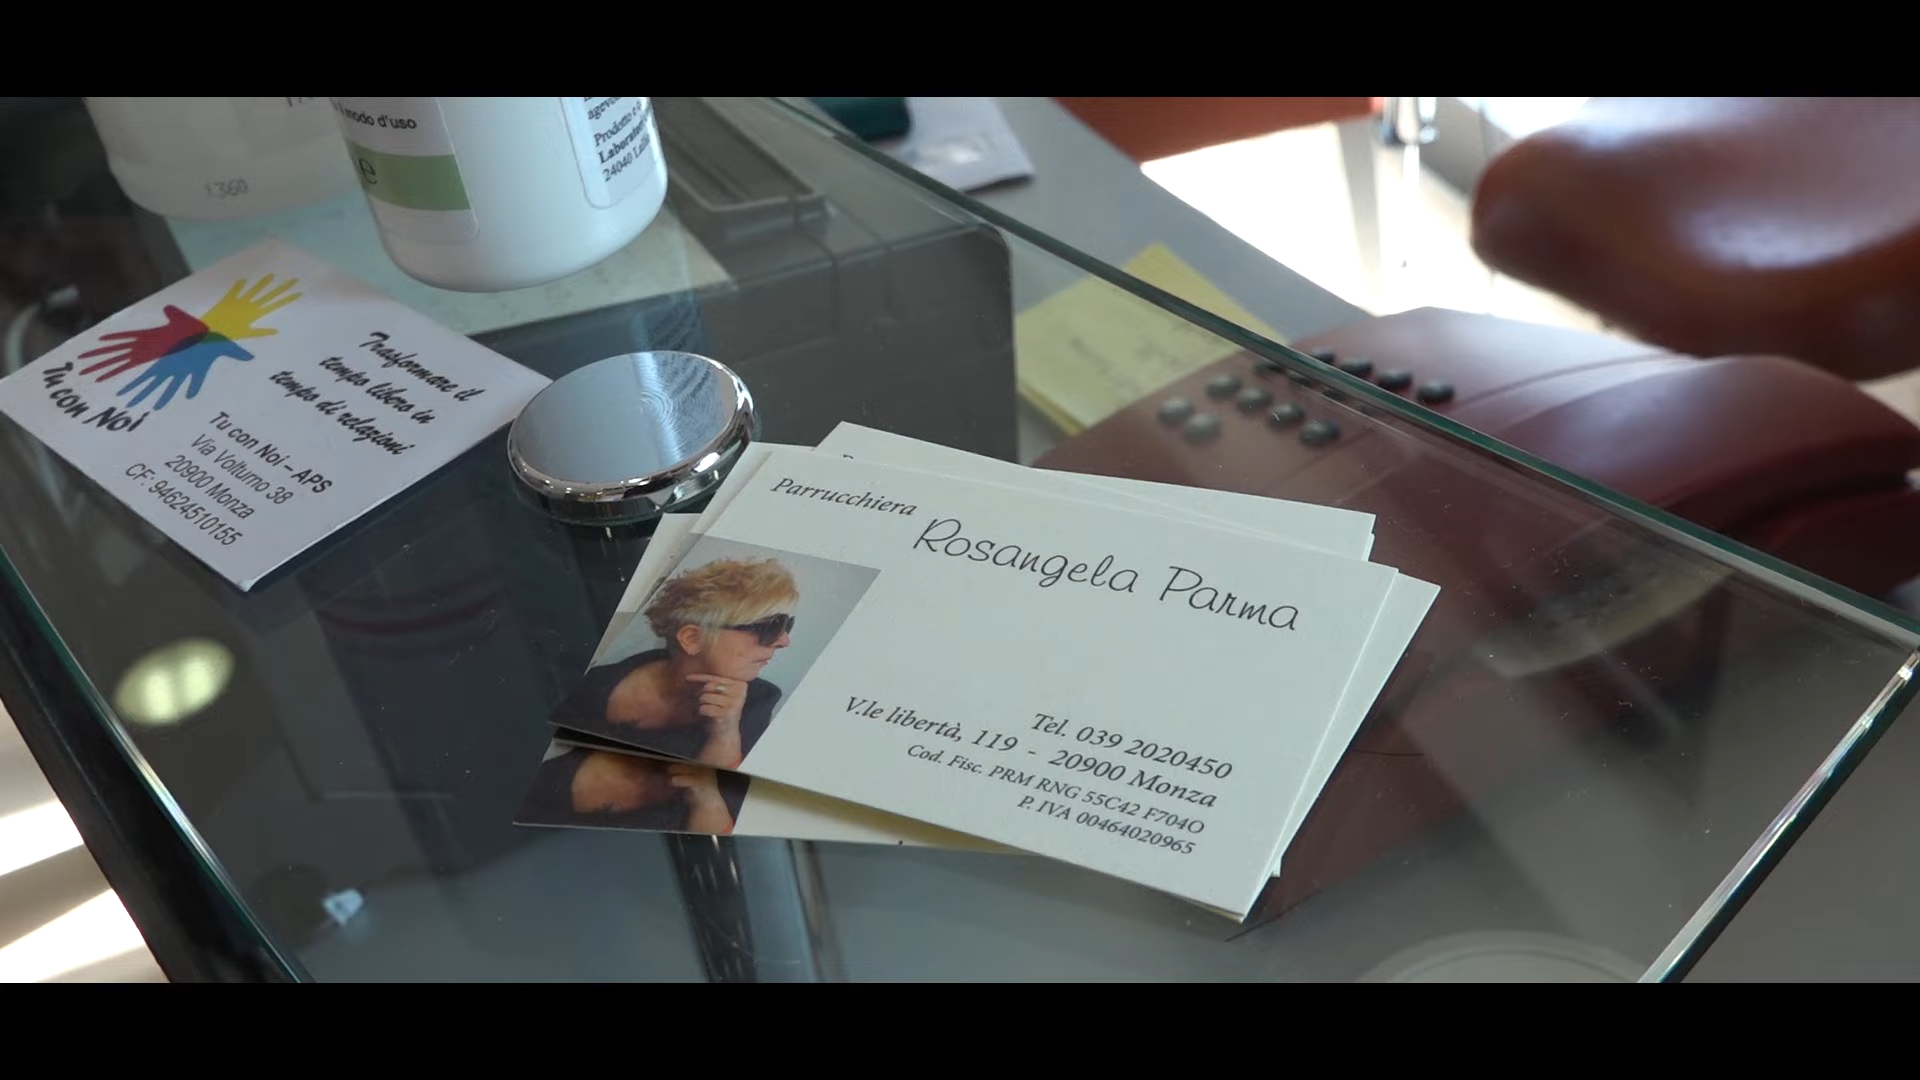 modo d'uso
Prodotto e
24040
Tu con Noi
Trasformare il
tempo libero in
tempo di relazioni
Tu con Noi – APS
Via Volturno 38
20900 Monza
CF: 94624510155
Parrucchiera
Rosangela Parma
Tel. 039 2020450
V.le libertà, 119 - 20900 Monza
Cod. Fisc. PRM RNG 55C42 F704O
P. IVA 00464020965